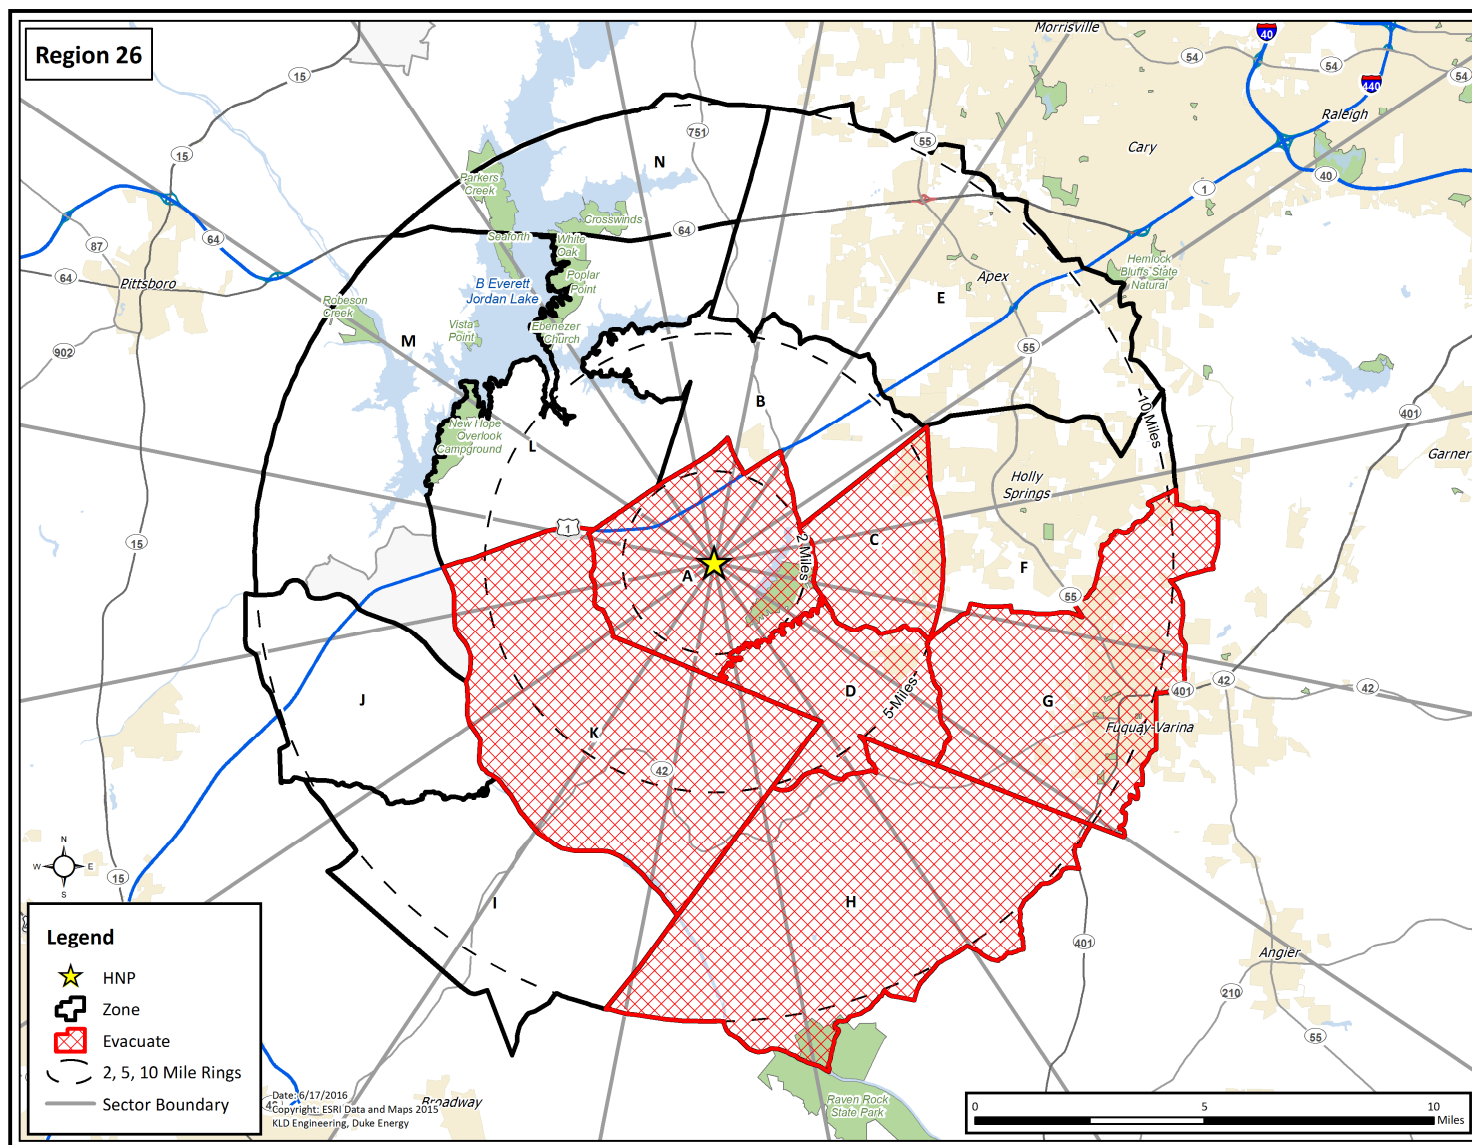 Region 26
Morrisville
40
54
54
54
440
15
Raleigh
751
55
Cary
15
N
40
Parkers
Creek
1
Crosswinds
64
Seaforth
White
Oak
64
87
64
Pittsboro
B Everett
Jordan Lake
Poplar
Point
Apex
Hemlock
Bluffs State
Natural
E
Robeson
Creek
Vista
Point
Ebenezer
Church
M
902
55
B
10 Miles
401
New Hope
Overlook
Campground
L
Garner
Holly
Springs
1
15
2 Miles
C
A
F
55
D
5 Miles
J
G
401
42
42
Fuquay-Varina
K
42
N
W
E
S
15
I
H
401
Angier
210
55
Legend
HNP
Zone
Evacuate
2, 5, 10 Mile Rings
Sector Boundary
Date: 6/17/2016
Copyright: ESRI Data and Maps 2015
KLD Engineering, Duke Energy
Broadway
Raven Rock
State Park
0
5
10
Miles